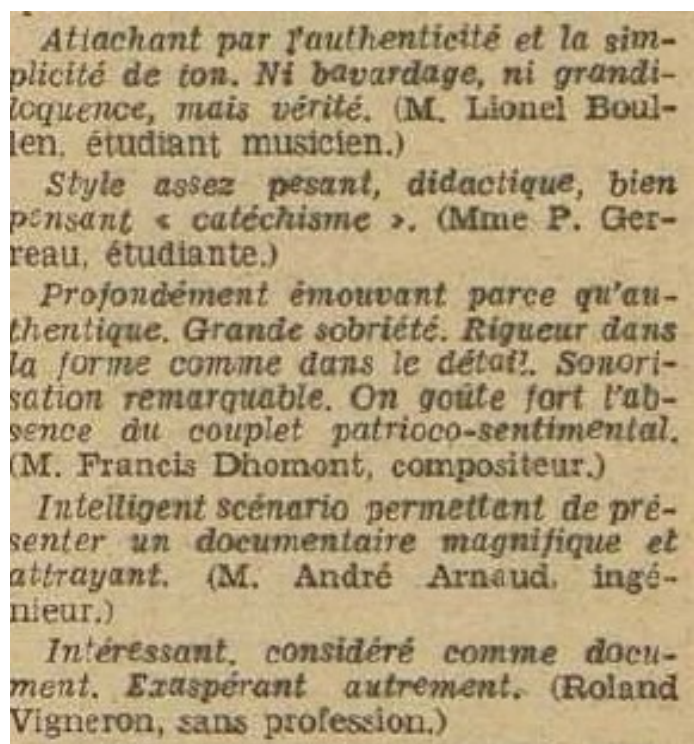 Attachant par l'authenticité et la sim-
plicité de ton. Ni bavardage, ni grandi-
loquence, mais vérité. (M. Lionel Boul-
len, étudiant musicien.)
Style assez pesant, didactique, bien
pensant « catéchisme ». (Mme P. Ger-
reau, étudiante.)
Profondément émouvant parce qu'au-
thentique. Grande sobriété. Rigueur dans
la forme comme dans le détail. Sonori-
sation remarquable. On goûte fort l'ab-
sence du couplet patrioco-sentimental.
(M. Francis Dhomont, compositeur.)
Intelligent scénario permettant de pré-
senter un documentaire magnifique et
attrayant. (M. André Arnaud, ingé-
nieur.)
Intéressant, considéré comme docu-
ment. Exaspérant autrement. (Roland
Vigneron, sans profession.)